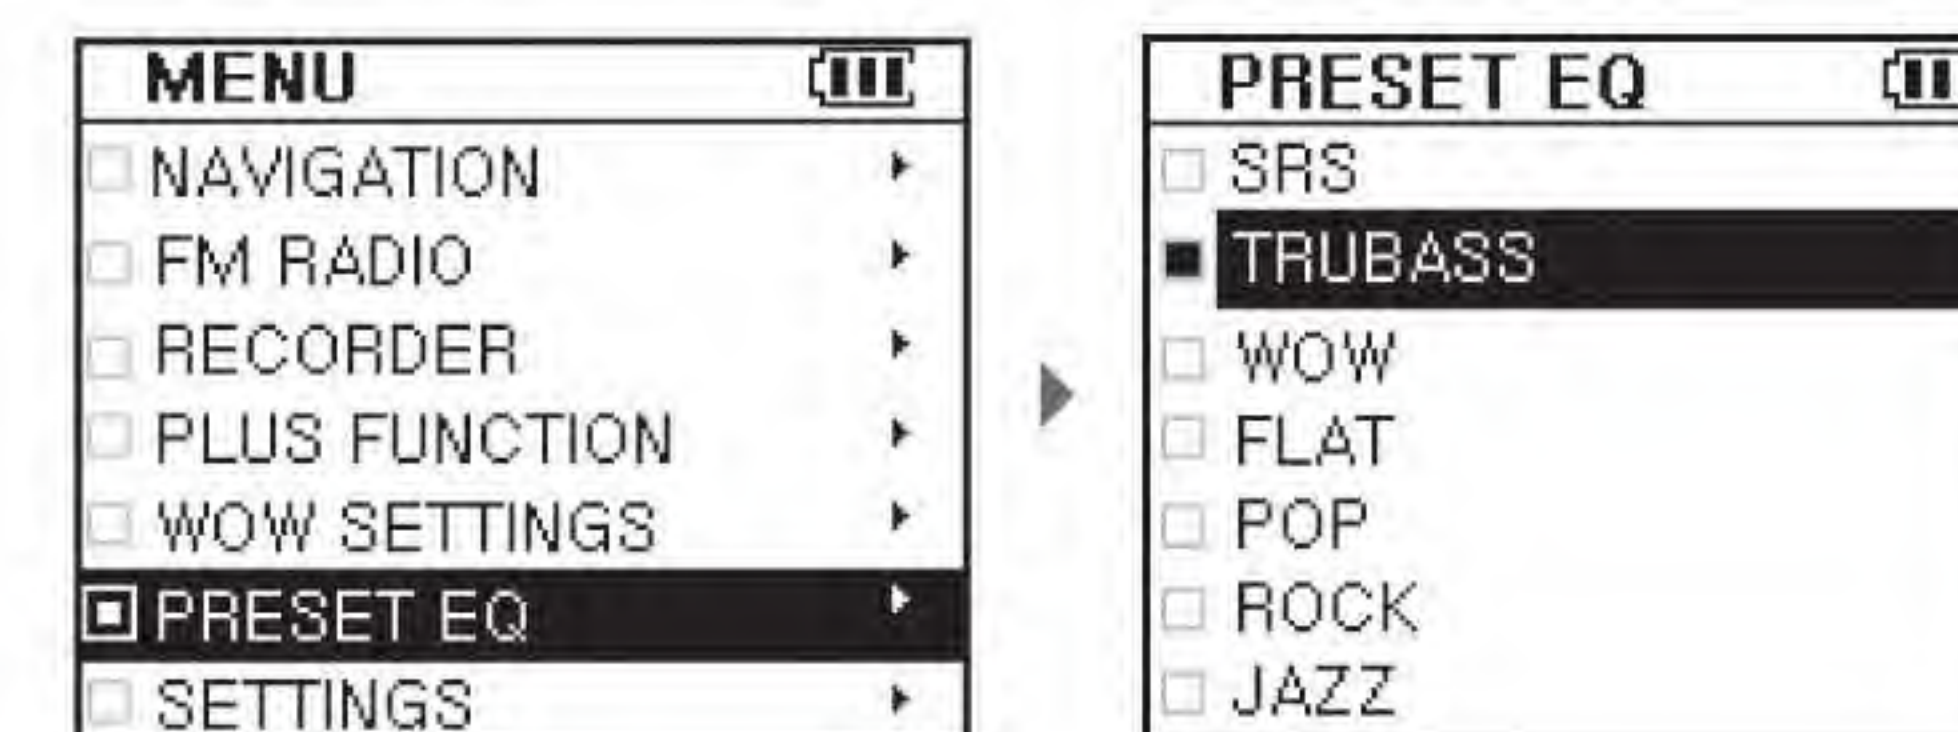 MENU
NAVIGATION
FM RADIO
RECORDER
PLUS FUNCTION
WOW SETTINGS
PRESET EQ
SETTINGS
PRESET EQ
SRS
TRUBASS
WOW
FLAT
POP
ROCK
JAZZ